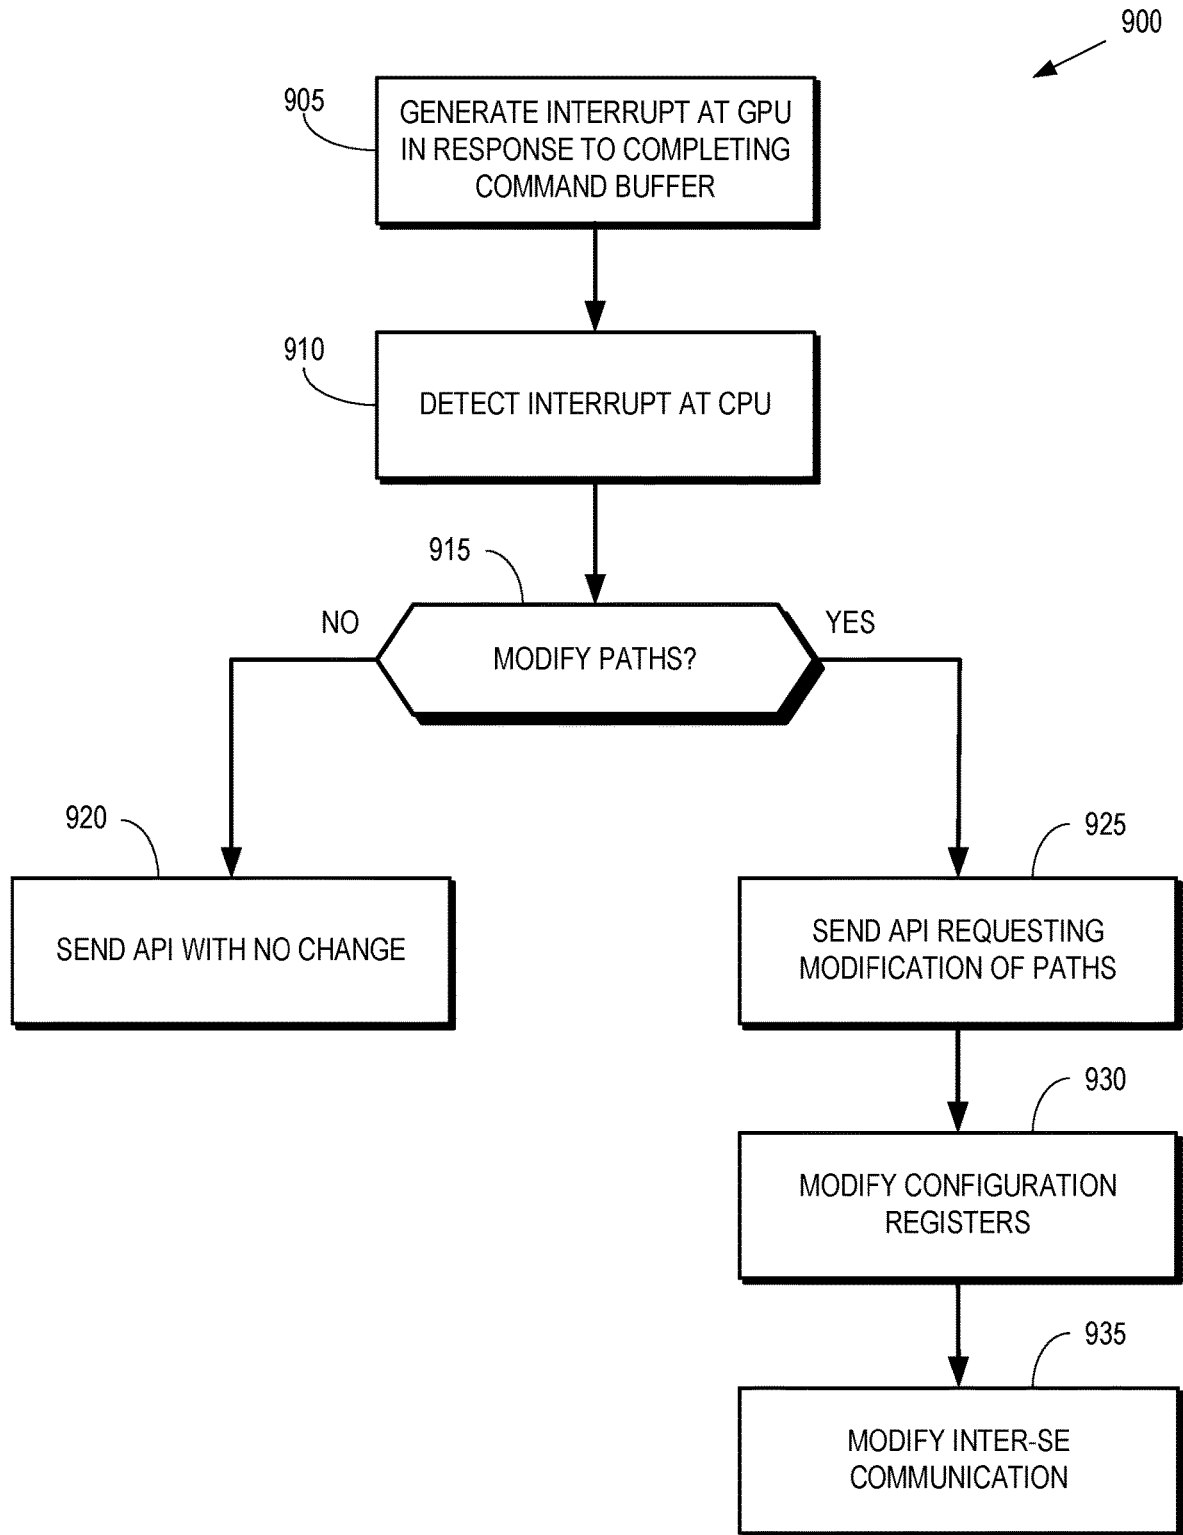 900
905
GENERATE INTERRUPT AT GPU
IN RESPONSE TO COMPLETING
COMMAND BUFFER
910
DETECT INTERRUPT AT CPU
915
NO
YES
MODIFY PATHS?
920
SEND API WITH NO CHANGE
925
SEND API REQUESTING
MODIFICATION OF PATHS
930
MODIFY CONFIGURATION
REGISTERS
935
MODIFY INTER-SE
COMMUNICATION